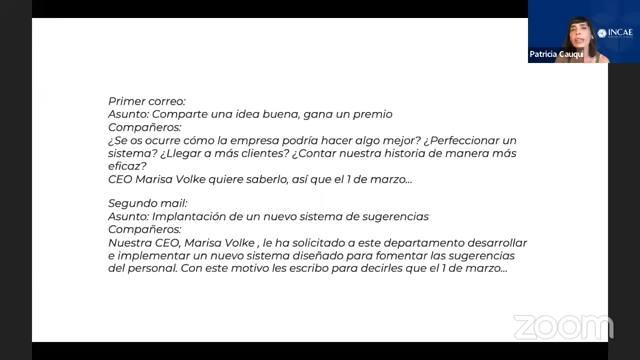 INCAE
Patricia Cauqui
Primer correo:
Asunto: Comparte una idea buena, gana un premio
Compañeros:
¿Se os ocurre cómo la empresa podría hacer algo mejor? ¿Perfeccionar un
sistema? ¿Llegar a más clientes? ¿Contar nuestra historia de manera más
eficaz?
CEO Marisa Volke quiere saberlo, así que el 1 de marzo...
Segundo mail:
Asunto: Implantación de un nuevo sistema de sugerencias
Compañeros:
Nuestra CEO, Marisa Volke , le ha solicitado a este departamento desarrollar
e implementar un nuevo sistema diseñado para fomentar las sugerencias
del personal. Con este motivo les escribo para decirles que el 1 de marzo...
zoom